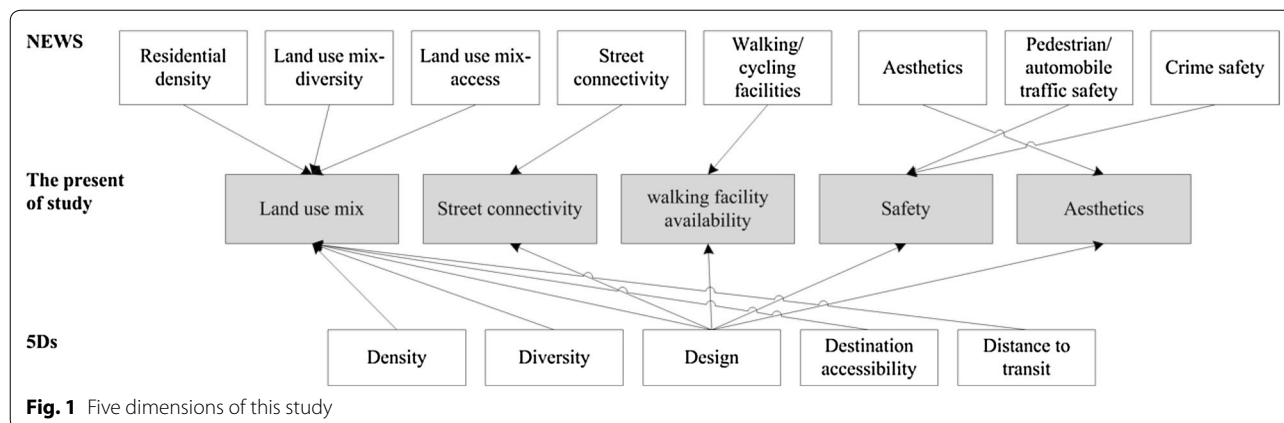 NEWS
Residential
density
Land use mix-
diversity
Land use mix-
access
Street
connectivity
Walking/
cycling
facilities
Aesthetics
Pedestrian/
automobile
traffic safety
Crime safety
The present
of study
Land use mix
Street connectivity
walking facility
availability
Safety
Aesthetics
5Ds
Density
Diversity
Design
Destination
accessibility
Distance to
transit
Fig. 1 Five dimensions of this study